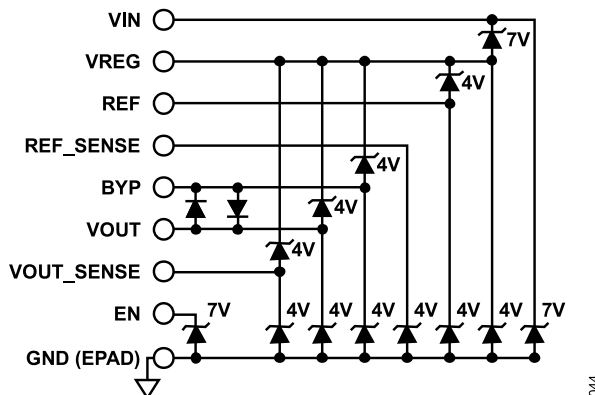 VIN
7V
VREG
4V
REF
REF_SENSE
4V
BYP
4V
VOUT
4V
VOUT_SENSE
EN
7V 4V 4V 4V 4V 4V 4V 7V
GND (EPAD)
044